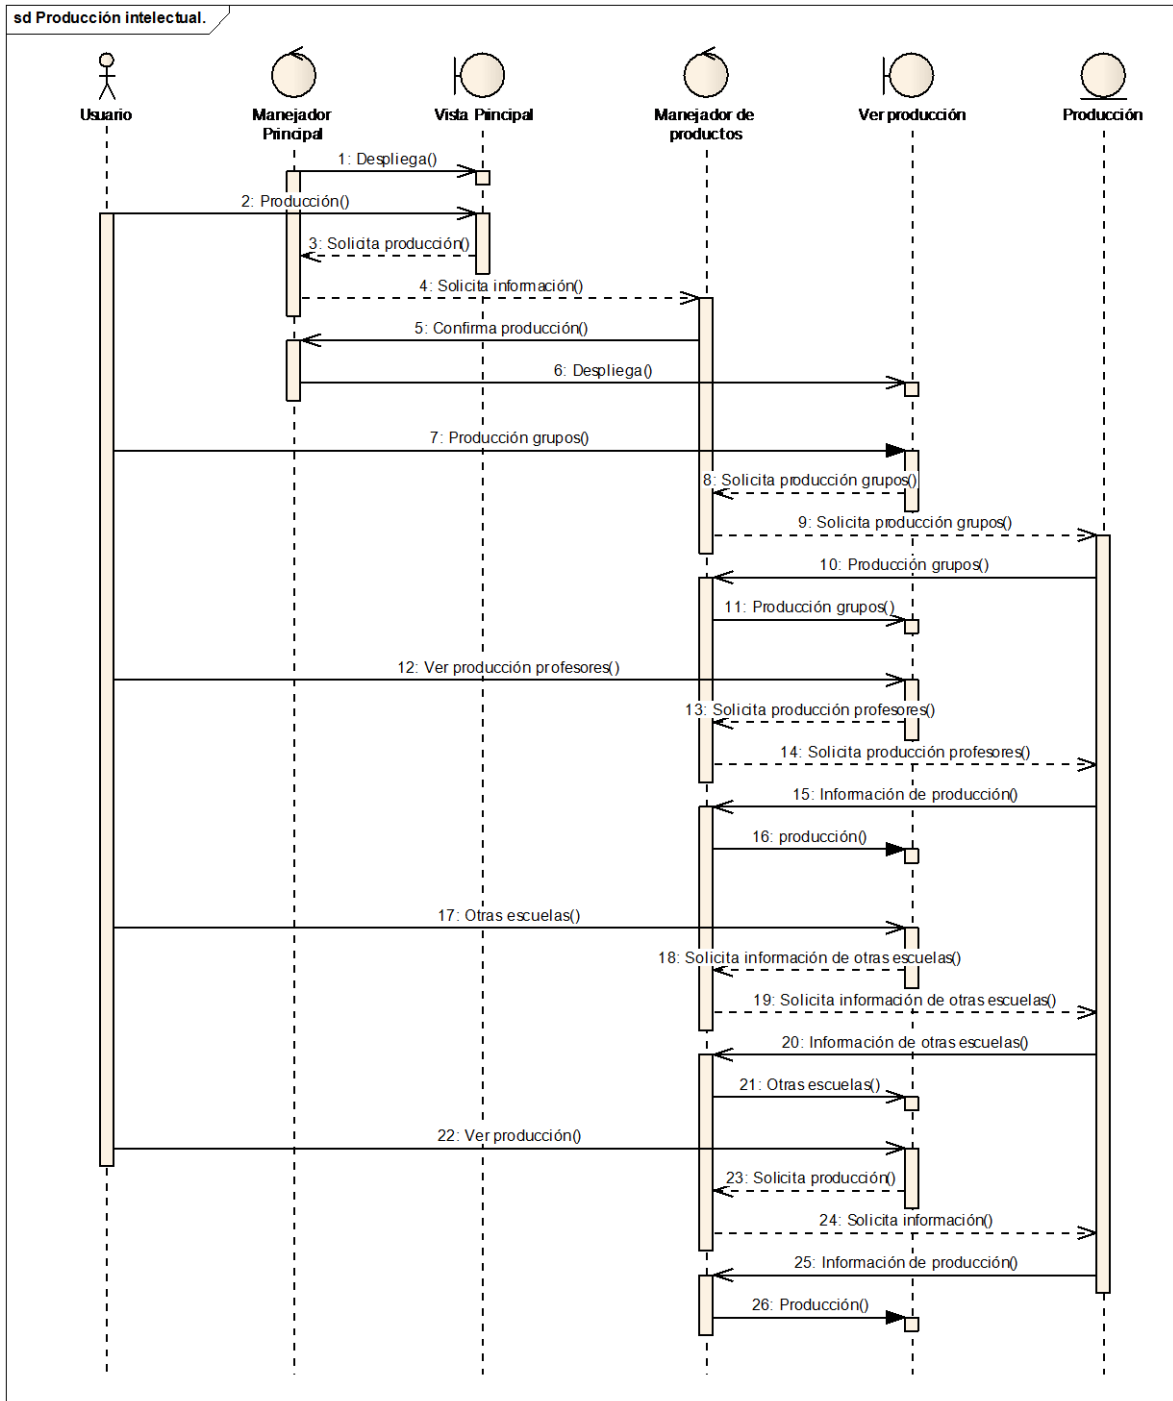 sd Producción intelectual.
Usuario
Manejador
Principal
Vista Principal
Manejador de
productos
Ver producción
Producción
1: Despliega()
2: Producción()
3: Solicita producción()
4: Solicita información()
5: Confirma producción()
6: Despliega()
7: Producción grupos()
8: Solicita producción grupos()
9: Solicita producción grupos()
10: Producción grupos()
11: Producción grupos()
12: Ver producción profesores()
13: Solicita producción profesores()
14: Solicita producción profesores()
15: Información de producción()
16: producción()
17: Otras escuelas()
18: Solicita información de otras escuelas()
19: Solicita información de otras escuelas()
20: Información de otras escuelas()
21: Otras escuelas()
22: Ver producción()
23: Solicita producción()
24: Solicita información()
25: Información de producción()
26: Producción()